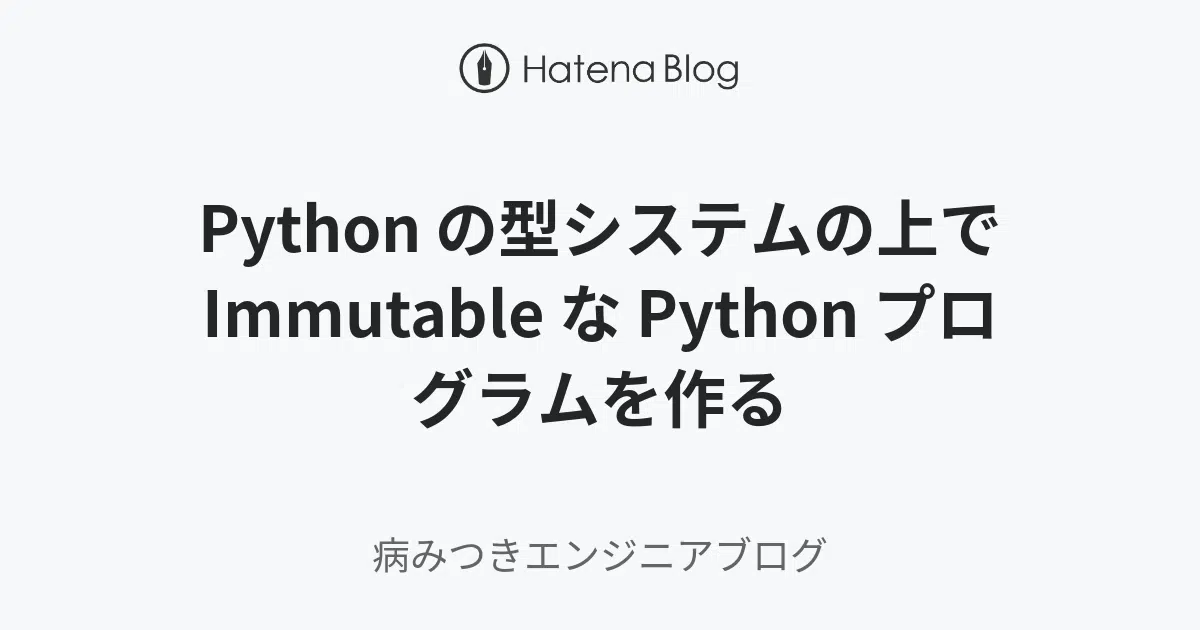 Hatena Blog
Python の型システムの上で
Immutable な Python プロ
グラムを作る
病みつきエンジニアブログ